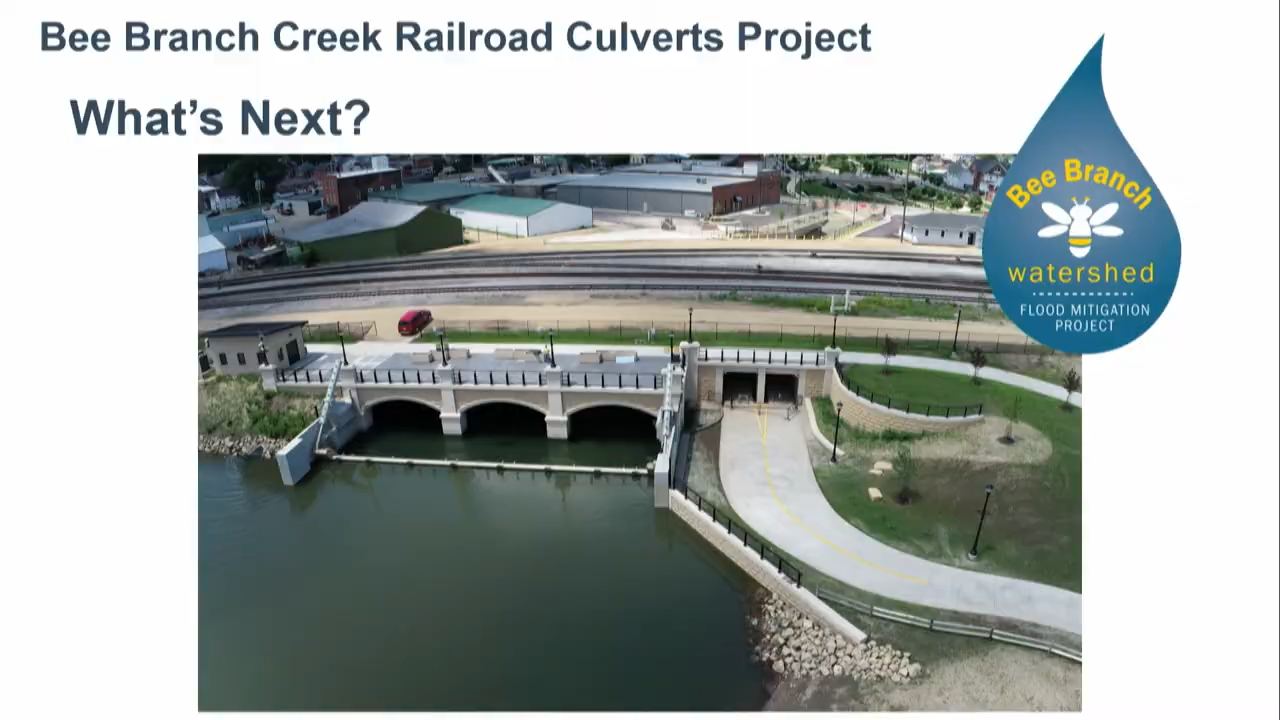 Bee Branch Creek Railroad Culverts Project
What's Next?
Bee Branch
watershed
FLOOD MITIGATION
PROJECT